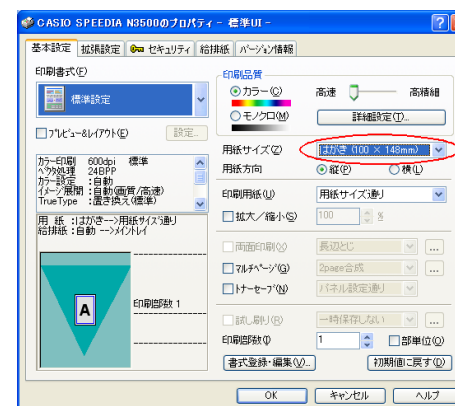 CASIO SPEEDIA N3500のプロパティ - 標準UI -
基本設定 拡張設定 セキュリティ 給排紙 バージョン情報
印刷書式(F)
標準設定
プレビュー&レイアウト(E) 設定...
カラー印刷 600dpi 標準
ベクタ処理 24BPP
カラー設定 :自動
イメージ展開 :自動(画質/高速)
TrueType :置き換え(標準)
用 紙 :はがき-->用紙サイズ通り
給排紙 :自動 -->メイントレイ
A
印刷部数 1
印刷品質
カラー(C) 高速 高精細
モノクロ(M) 詳細設定(T)...
用紙サイズ(Z) はがき (100 × 148mm)
用紙方向 縦(P) 横(L)
印刷用紙(U) 用紙サイズ通り
拡大/縮小(S) 100 %
両面印刷(X) 長辺とじ ...
マルチページ(G) 2page合成 ...
トナーセーブ(N) パネル設定通り
試し刷り(R) 一時保存しない ...
印刷部数(I) 1 部単位(O)
書式登録・編集(V)... 初期値に戻す(D)
OK キャンセル ヘルプ